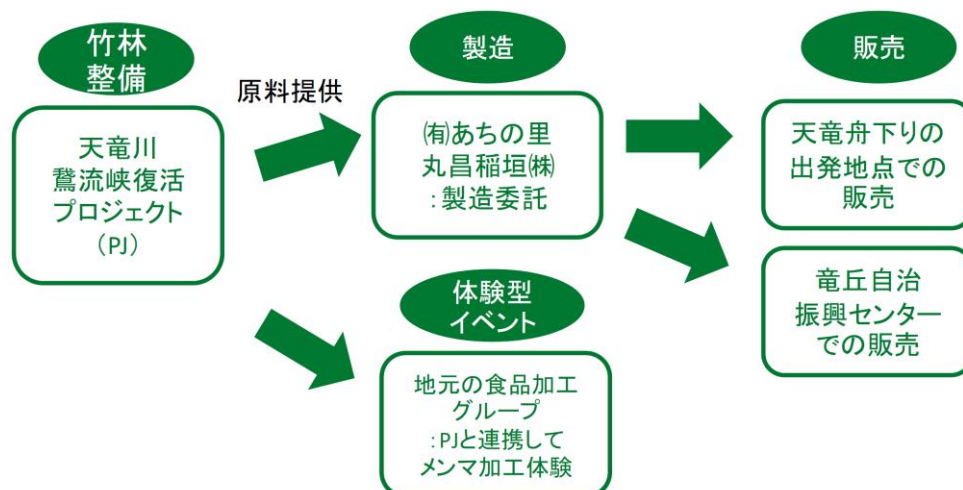 竹林
整備
天竜川
鵞流峡復活
プロジェクト
(PJ)
原料提供
製造
㈲あちの里
丸昌稲垣㈱
:製造委託
体験型
イベント
地元の食品加工
グループ
:PJと連携して
メンマ加工体験
販売
天竜舟下りの
出発地点での
販売
竜丘自治
振興センター
での販売